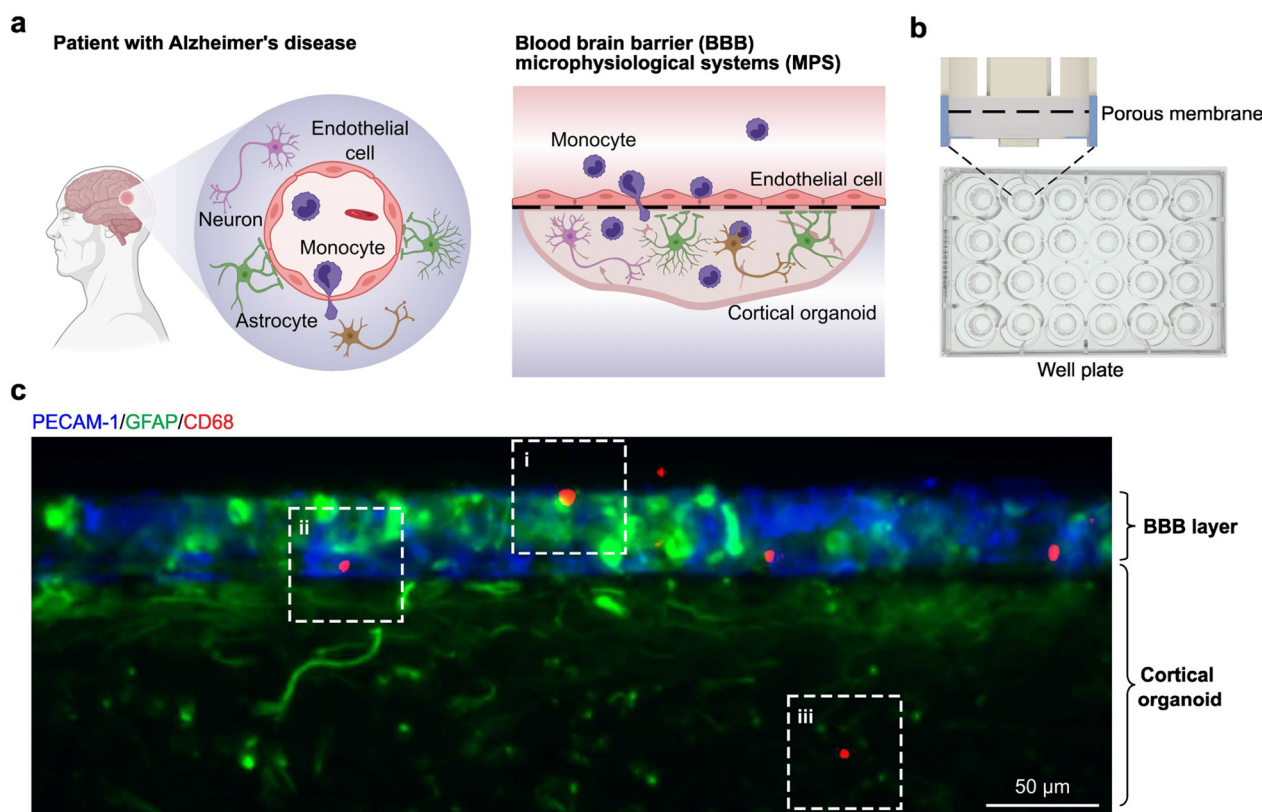 a
Patient with Alzheimer's disease
Endothelial
cell
Neuron
Monocyte
Astrocyte
Blood brain barrier (BBB)
microphysiological systems (MPS)
Monocyte
Endothelial cell
Cortical organoid
b
Porous membrane
Well plate
c
PECAM-1/GFAP/CD68
i
ii
iii
BBB layer
Cortical
organoid
50 µm